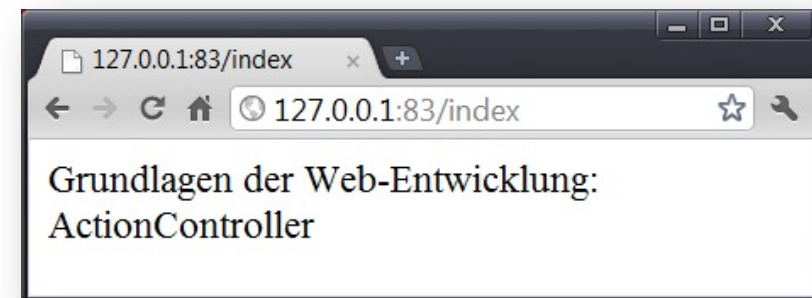 127.0.0.1:83/index
127.0.0.1:83/index
Grundlagen der Web-Entwicklung:
ActionController